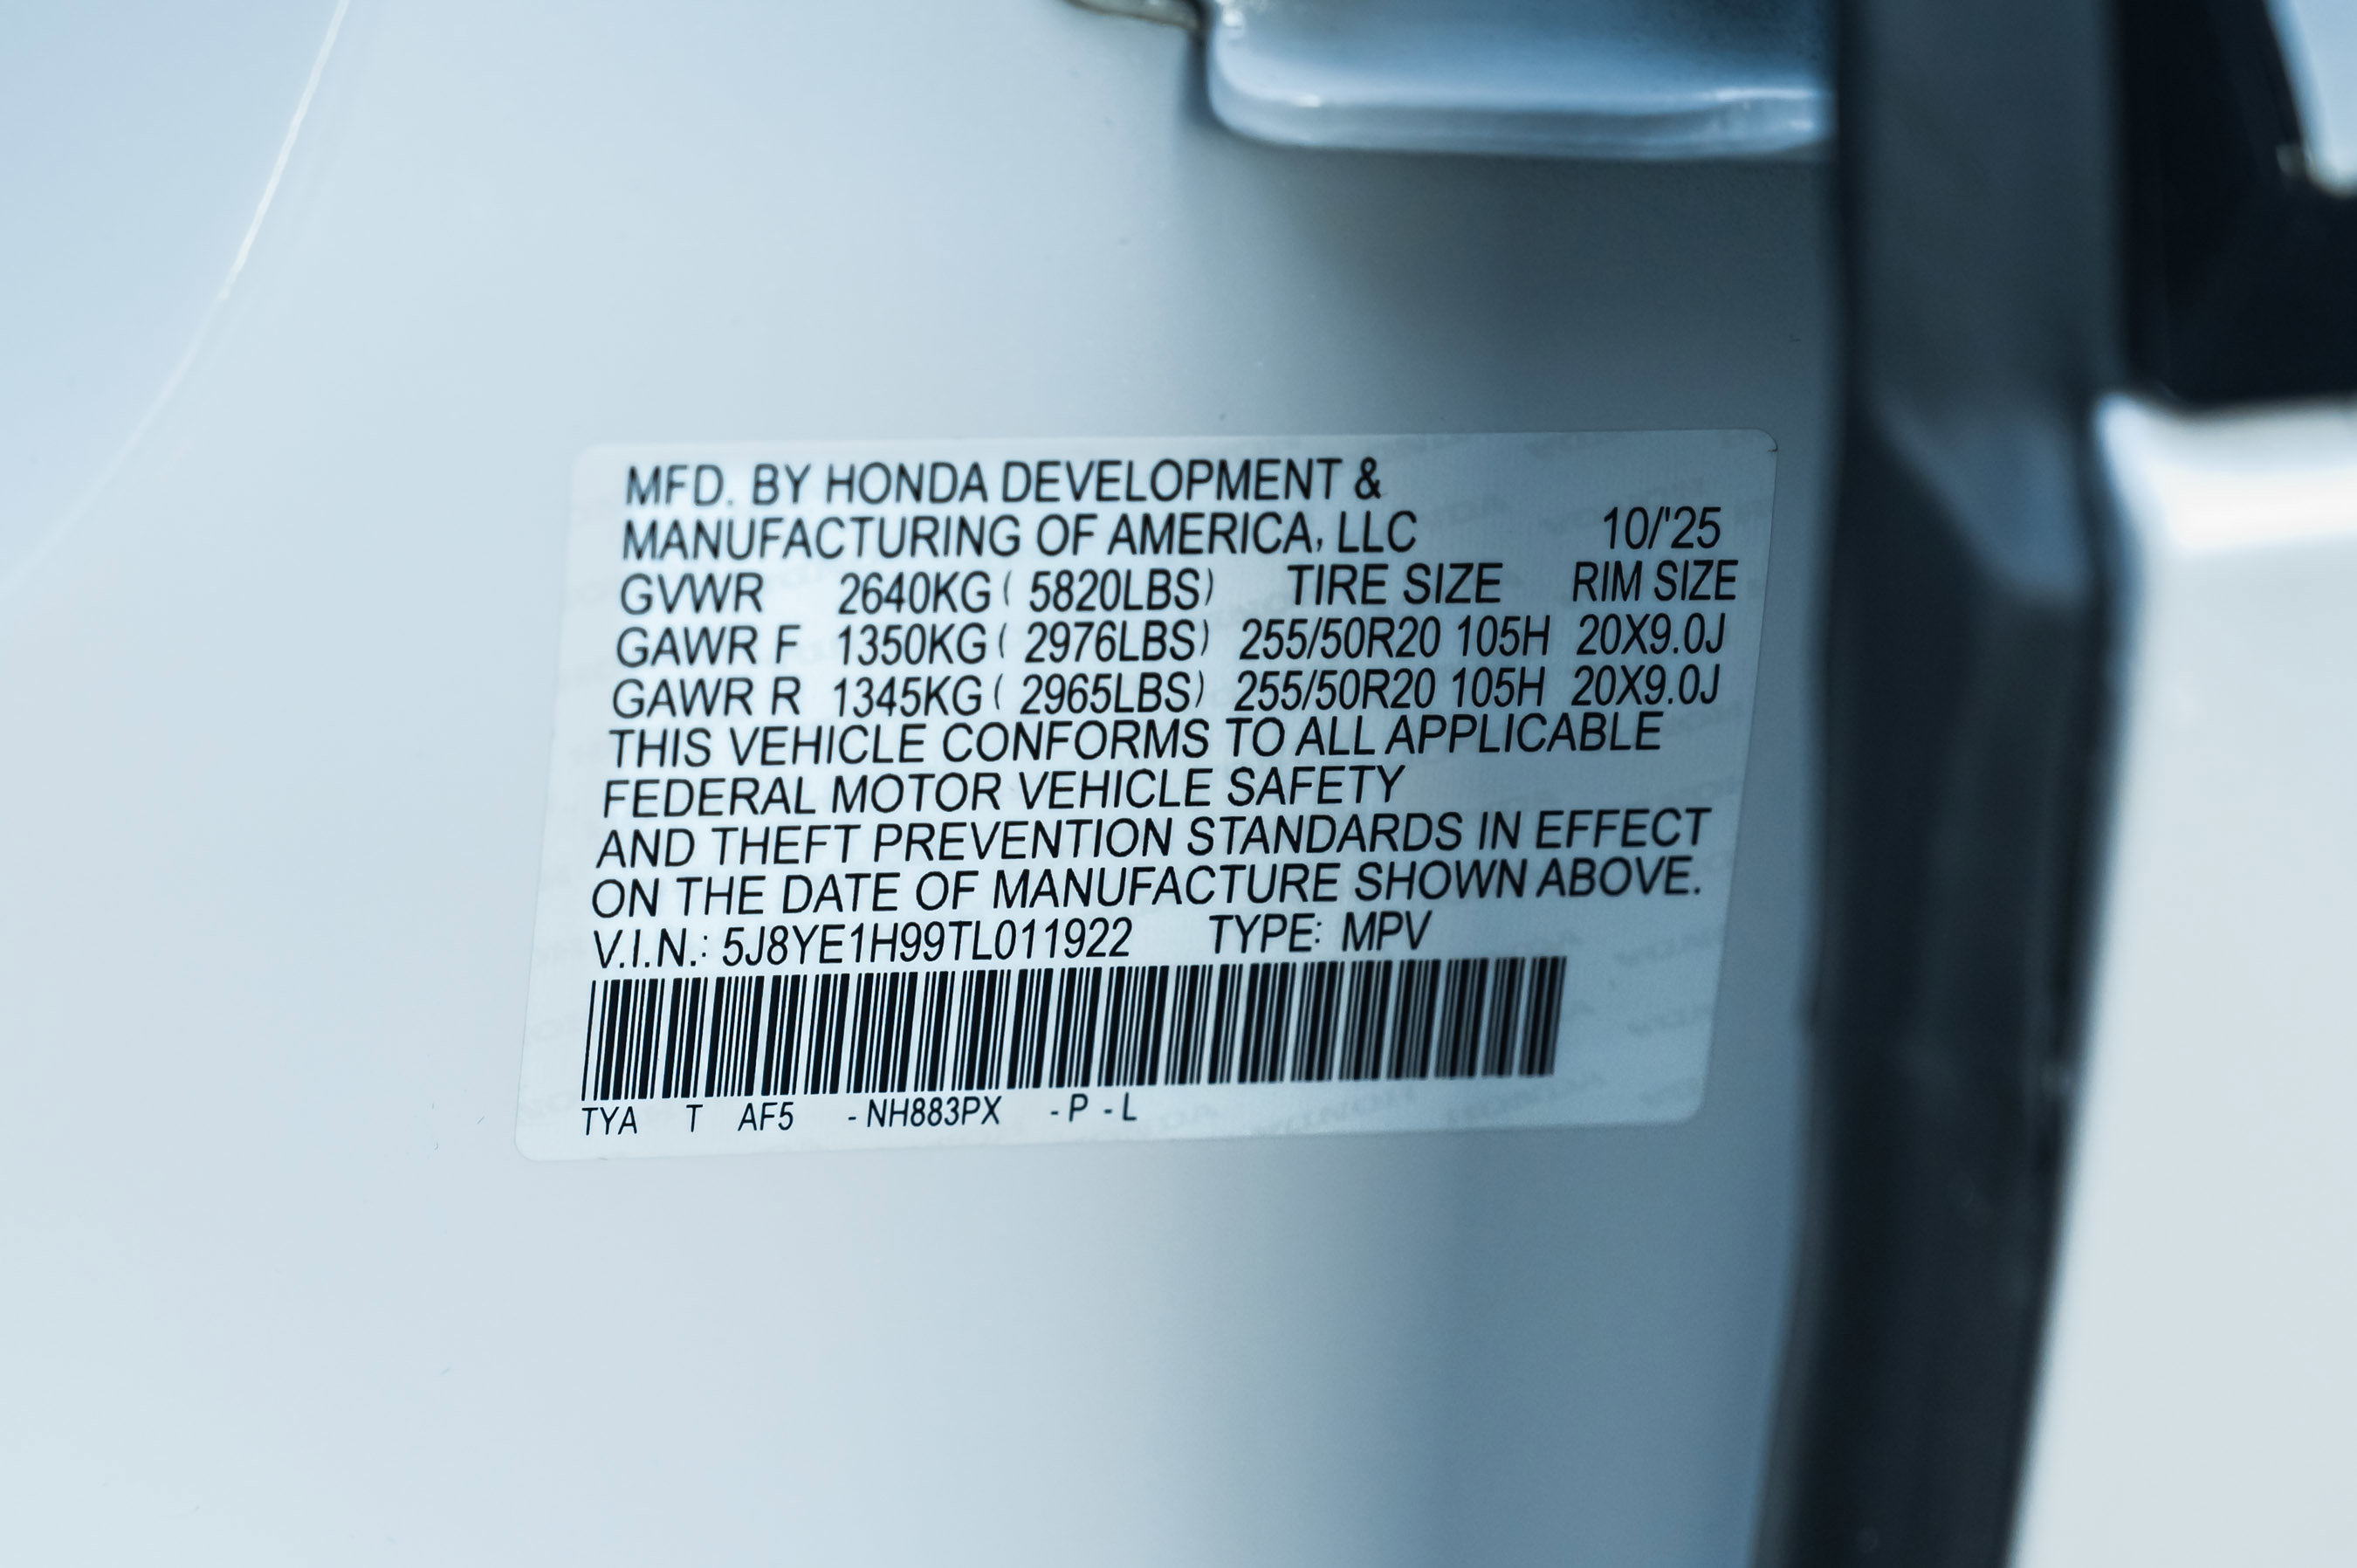 MFD. BY HONDA DEVELOPMENT &
MANUFACTURING OF AMERICA, LLC 10/'25
GVWR 2640KG ( 5820LBS) TIRE SIZE RIM SIZE
GAWR F 1350KG ( 2976LBS) 255/50R20 105H 20X9.0J
GAWR R 1345KG ( 2965LBS) 255/50R20 105H 20X9.0J
THIS VEHICLE CONFORMS TO ALL APPLICABLE
FEDERAL MOTOR VEHICLE SAFETY
AND THEFT PREVENTION STANDARDS IN EFFECT
ON THE DATE OF MANUFACTURE SHOWN ABOVE.
V.I.N.: 5J8YE1H99TL011922 TYPE: MPV
TYA T AF5 - NH883PX - P - L